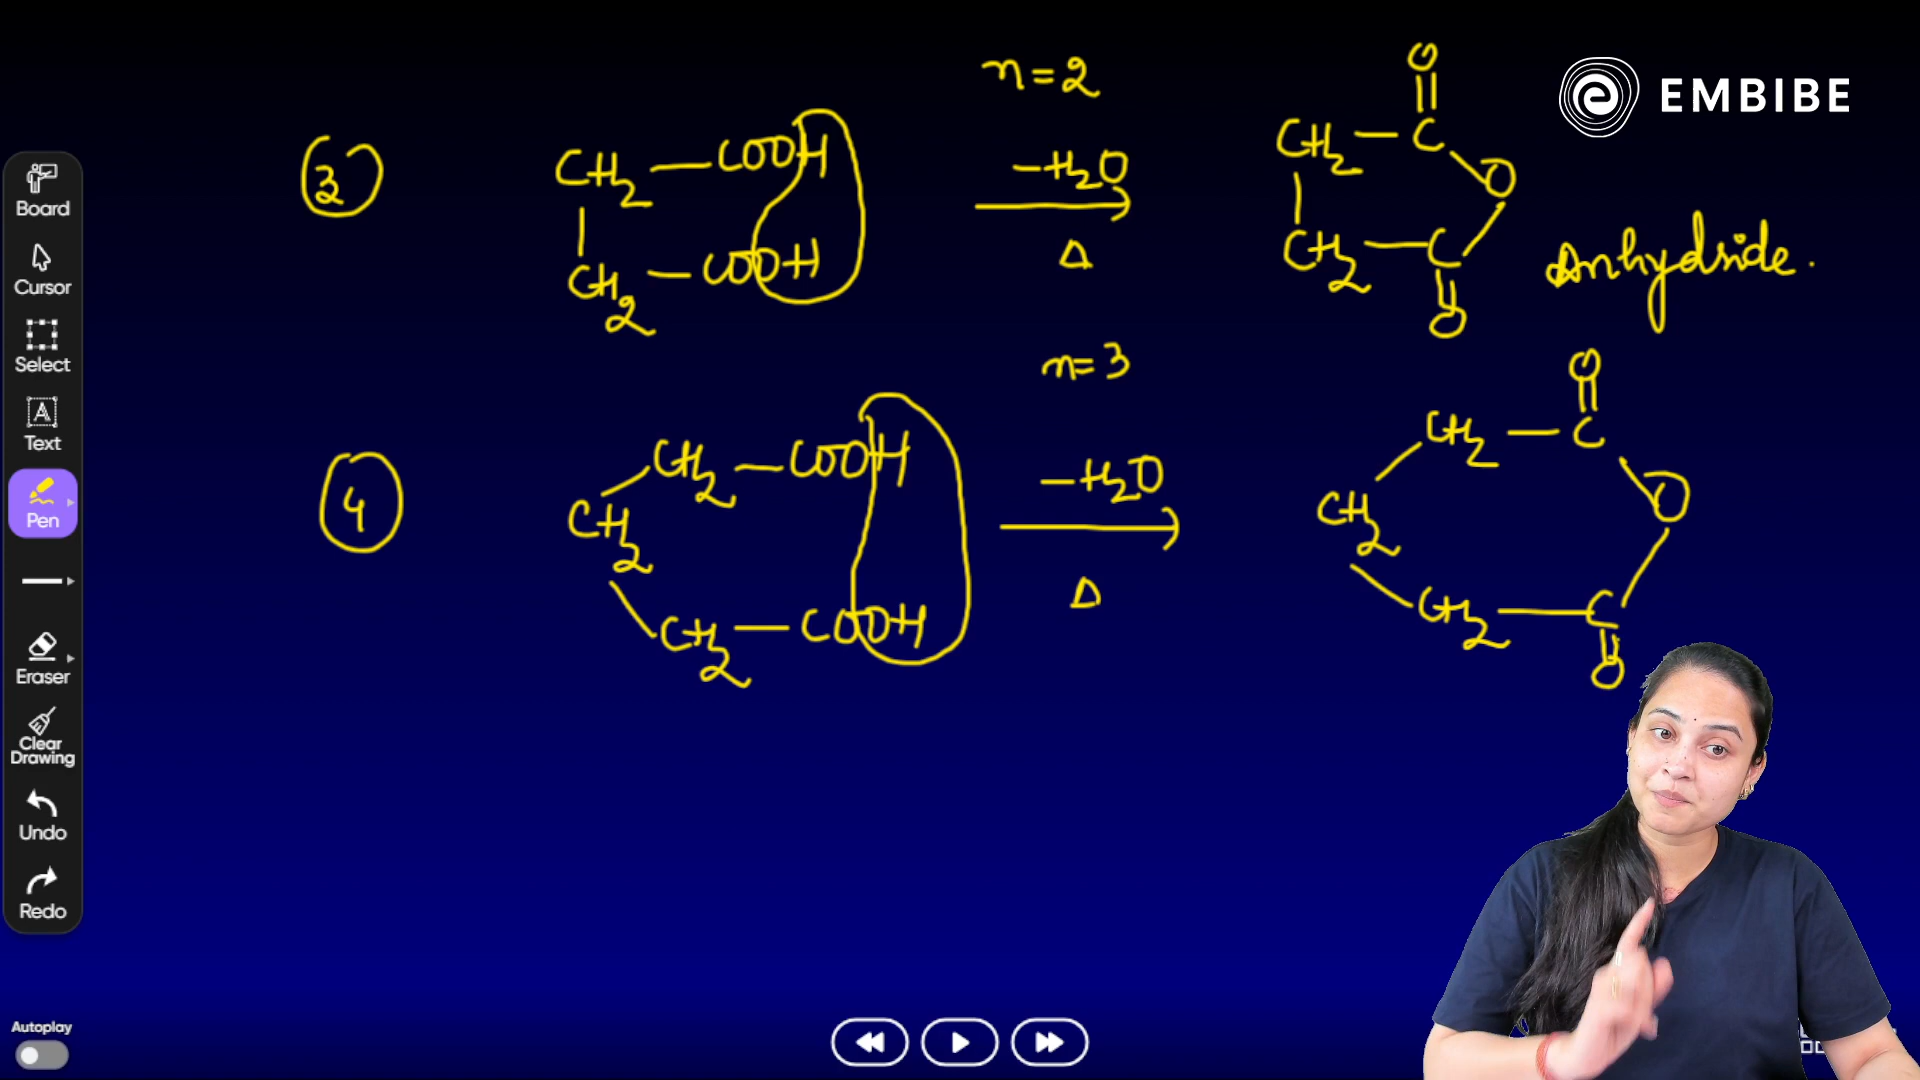 EMBIBE
n=2
3
CH2 — COOH
CH2 — COOH
-H2O
Δ
O
CH2 — C
O
CH2 — C
O
Anhydride.
n=3
4
CH2 — COOH
CH2
CH2 — COOH
-H2O
Δ
O
CH2 — C
CH2
O
CH2 — C
O
Board
Cursor
Select
Text
Pen
Eraser
Clear
Drawing
Undo
Redo
Autoplay